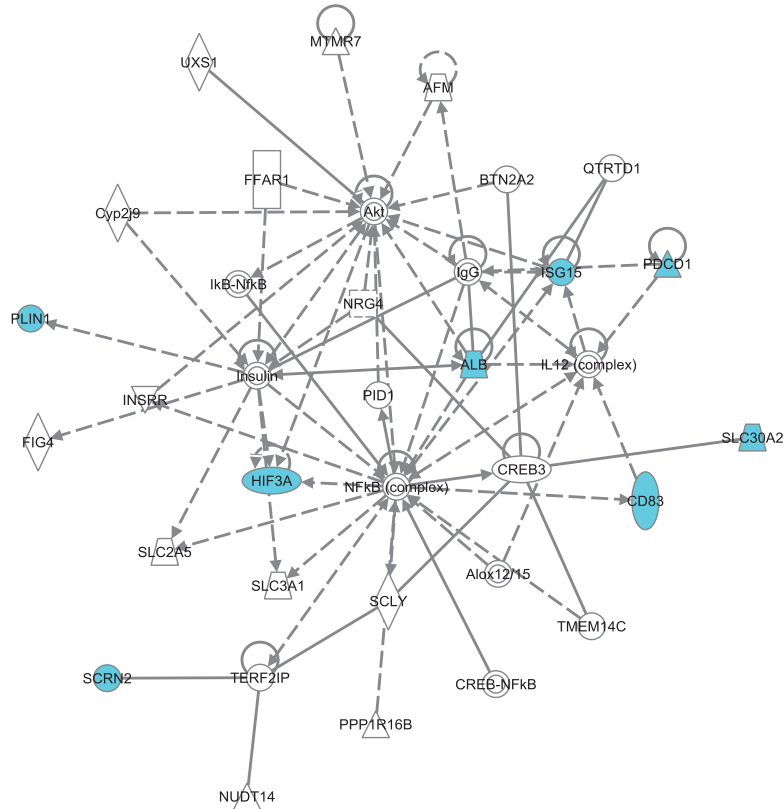 MTMR7
UXS1
AFM
FFAR1
BTN2A2
QTRTD1
Cyp2j9
Akt
IkB-NfkB
IgG
ISG15
PDCD1
NRG4
PLIN1
Insulin
ALB
IL12 (complex)
INSRR
PID1
FIG4
SLC30A2
HIF3A
NFkB (complex)
CREB3
CD83
SLC2A5
SLC3A1
SCLY
Alox12/15
TMEM14C
SCRN2
TERF2IP
CREB-NFkB
PPP1R16B
NUDT14